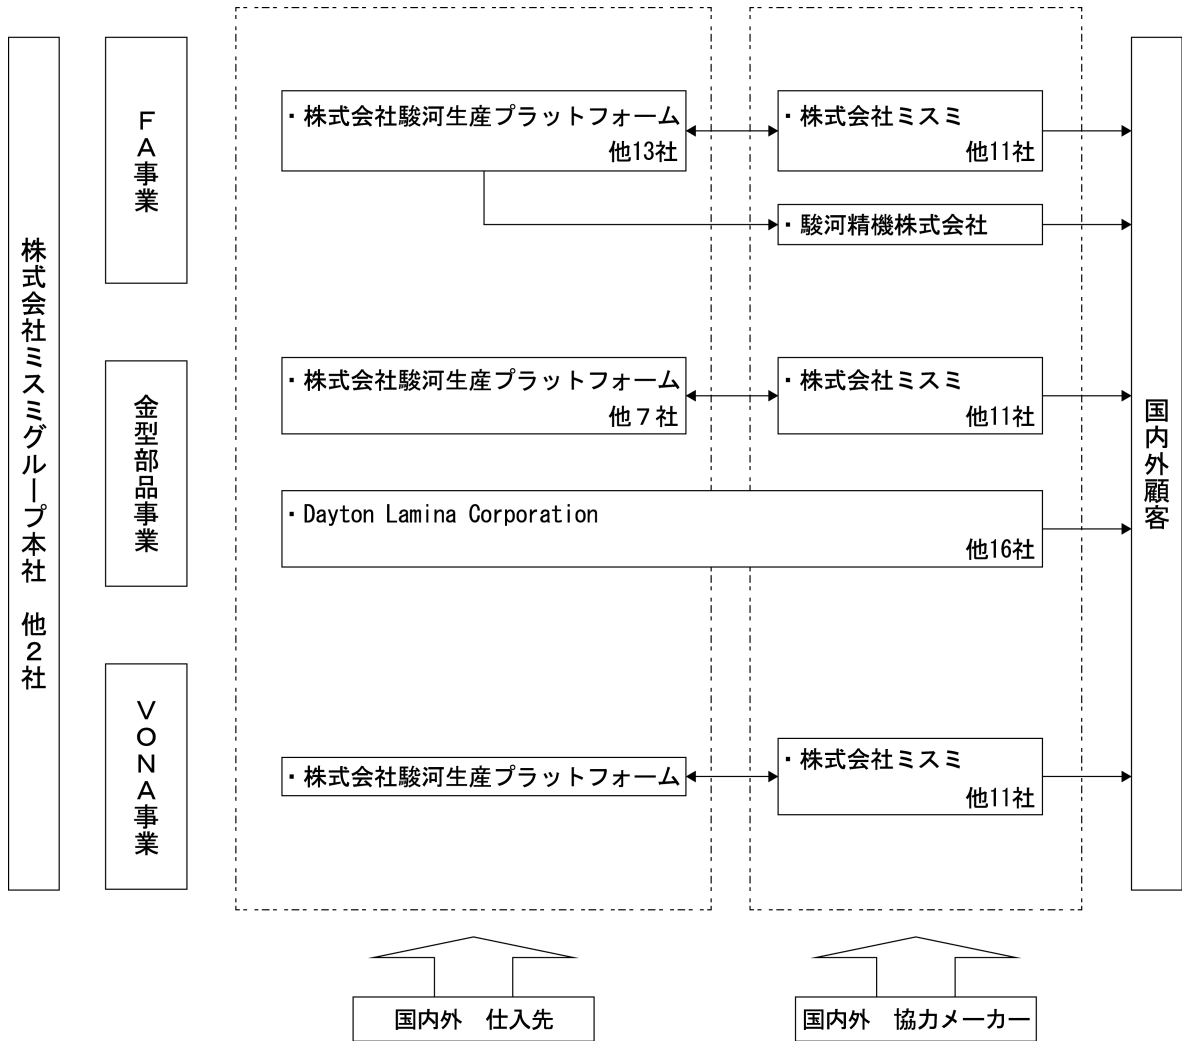 株式会社ミスミグループ本社　他２社
ＦＡ事業
・株式会社駿河生産プラットフォーム
他13社
・株式会社ミスミ
他11社
・駿河精機株式会社
金型部品事業
・株式会社駿河生産プラットフォーム
他７社
・株式会社ミスミ
他11社
・Dayton Lamina Corporation
他16社
ＶＯＮＡ事業
・株式会社駿河生産プラットフォーム
・株式会社ミスミ
他11社
国内外顧客
国内外　仕入先
国内外　協力メーカー